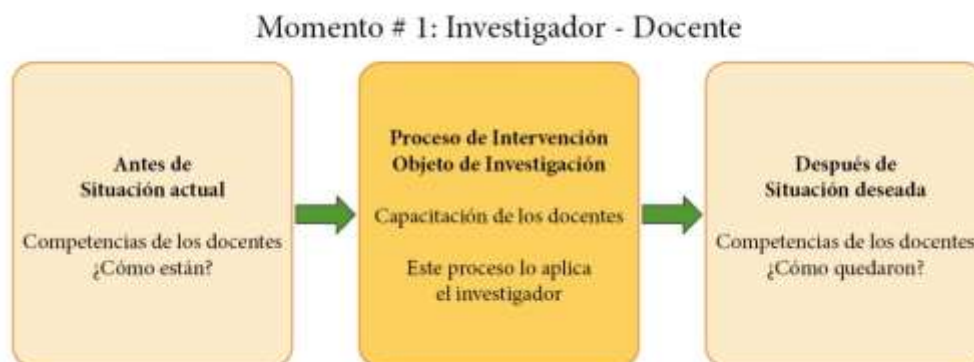 Momento # 1: Investigador - Docente
Antes de
Situación actual
Competencias de los docentes
¿Cómo están?
Proceso de Intervención
Objeto de Investigación
Capacitación de los docentes
Este proceso lo aplica
el investigador
Después de
Situación deseada
Competencias de los docentes
¿Cómo quedaron?